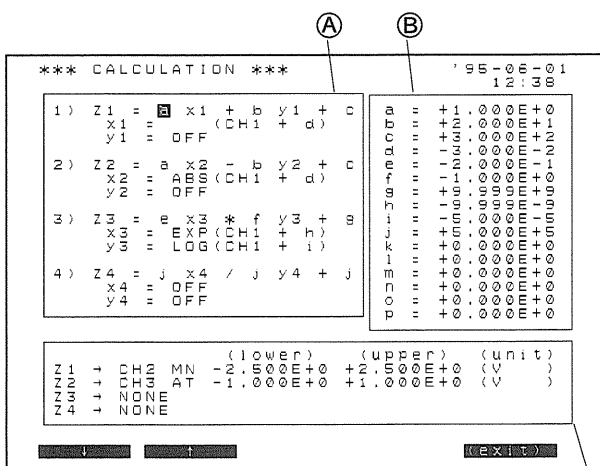 A B
*** CALCULATION *** '95-06-01
12:38
1) Z1 = a x1 + b y1 + c
x1 = (CH1 + d)
y1 = OFF
2) Z2 = a x2 - b y2 + c
x2 = ABS(CH1 + d)
y2 = OFF
3) Z3 = e x3 * f y3 + g
x3 = EXP(CH1 + h)
y3 = LOG(CH1 + i)
4) Z4 = j x4 / j y4 + j
x4 = OFF
y4 = OFF
a = +1.000E+0
b = +2.000E+1
c = +3.000E+2
d = -3.000E-2
e = -2.000E-1
f = -1.000E+0
g = +9.999E+9
h = -9.999E-9
i = -5.000E-5
j = +5.000E+5
k = +0.000E+0
l = +0.000E+0
m = +0.000E+0
n = +0.000E+0
o = +0.000E+0
p = +0.000E+0
(lower) (upper) (unit)
Z1 → CH2 MN -2.500E+0 +2.500E+0 (V )
Z2 → CH3 AT -1.000E+0 +1.000E+0 (V )
Z3 → NONE
Z4 → NONE
↓ ↑ (exit)